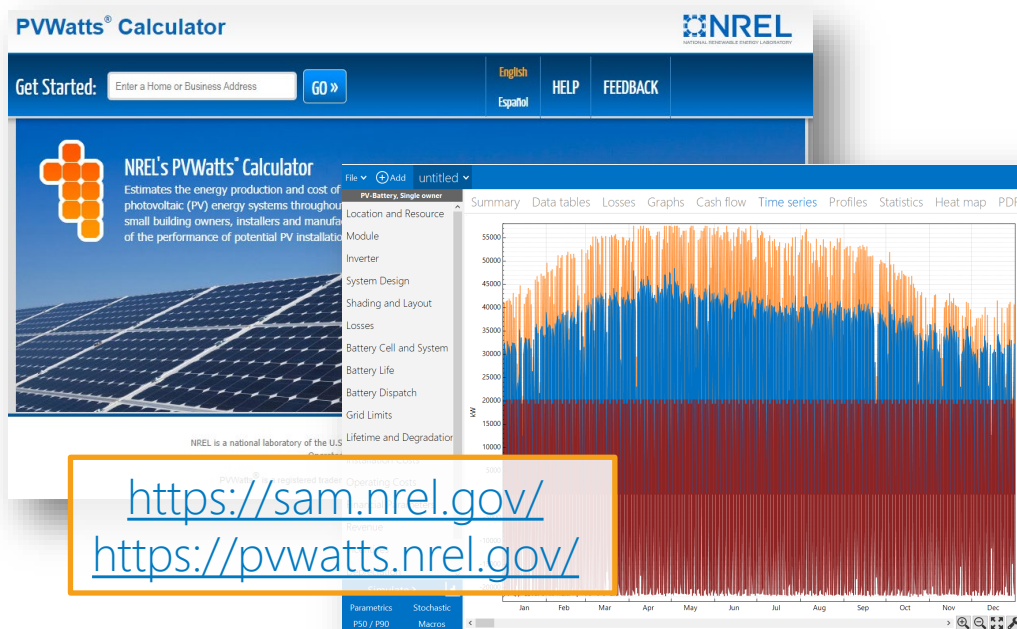 PVWatts® Calculator
NREL
NATIONAL RENEWABLE ENERGY LABORATORY
Get Started:
Enter a Home or Business Address
GO »
English
Español
HELP
FEEDBACK
NREL's PVWatts® Calculator
Estimates the energy production and cost of
photovoltaic (PV) energy systems throughou
small building owners, installers and manufa
of the performance of potential PV installatio
NREL is a national laboratory of the U.S
File
Add
untitled
PV-Battery, Single owner
Location and Resource
Module
Inverter
System Design
Shading and Layout
Losses
Battery Cell and System
Battery Life
Battery Dispatch
Grid Limits
Lifetime and Degradation
Operating Costs
Revenue
Parametrics Stochastic
P50 / P90 Macros
Summary Data tables Losses Graphs Cash flow Time series Profiles Statistics Heat map PDF
55000
50000
45000
40000
35000
30000
25000
20000
15000
10000
5000
kW
Jan Feb Mar Apr May Jun Jul Aug Sep Oct Nov Dec
https://sam.nrel.gov/
https://pvwatts.nrel.gov/